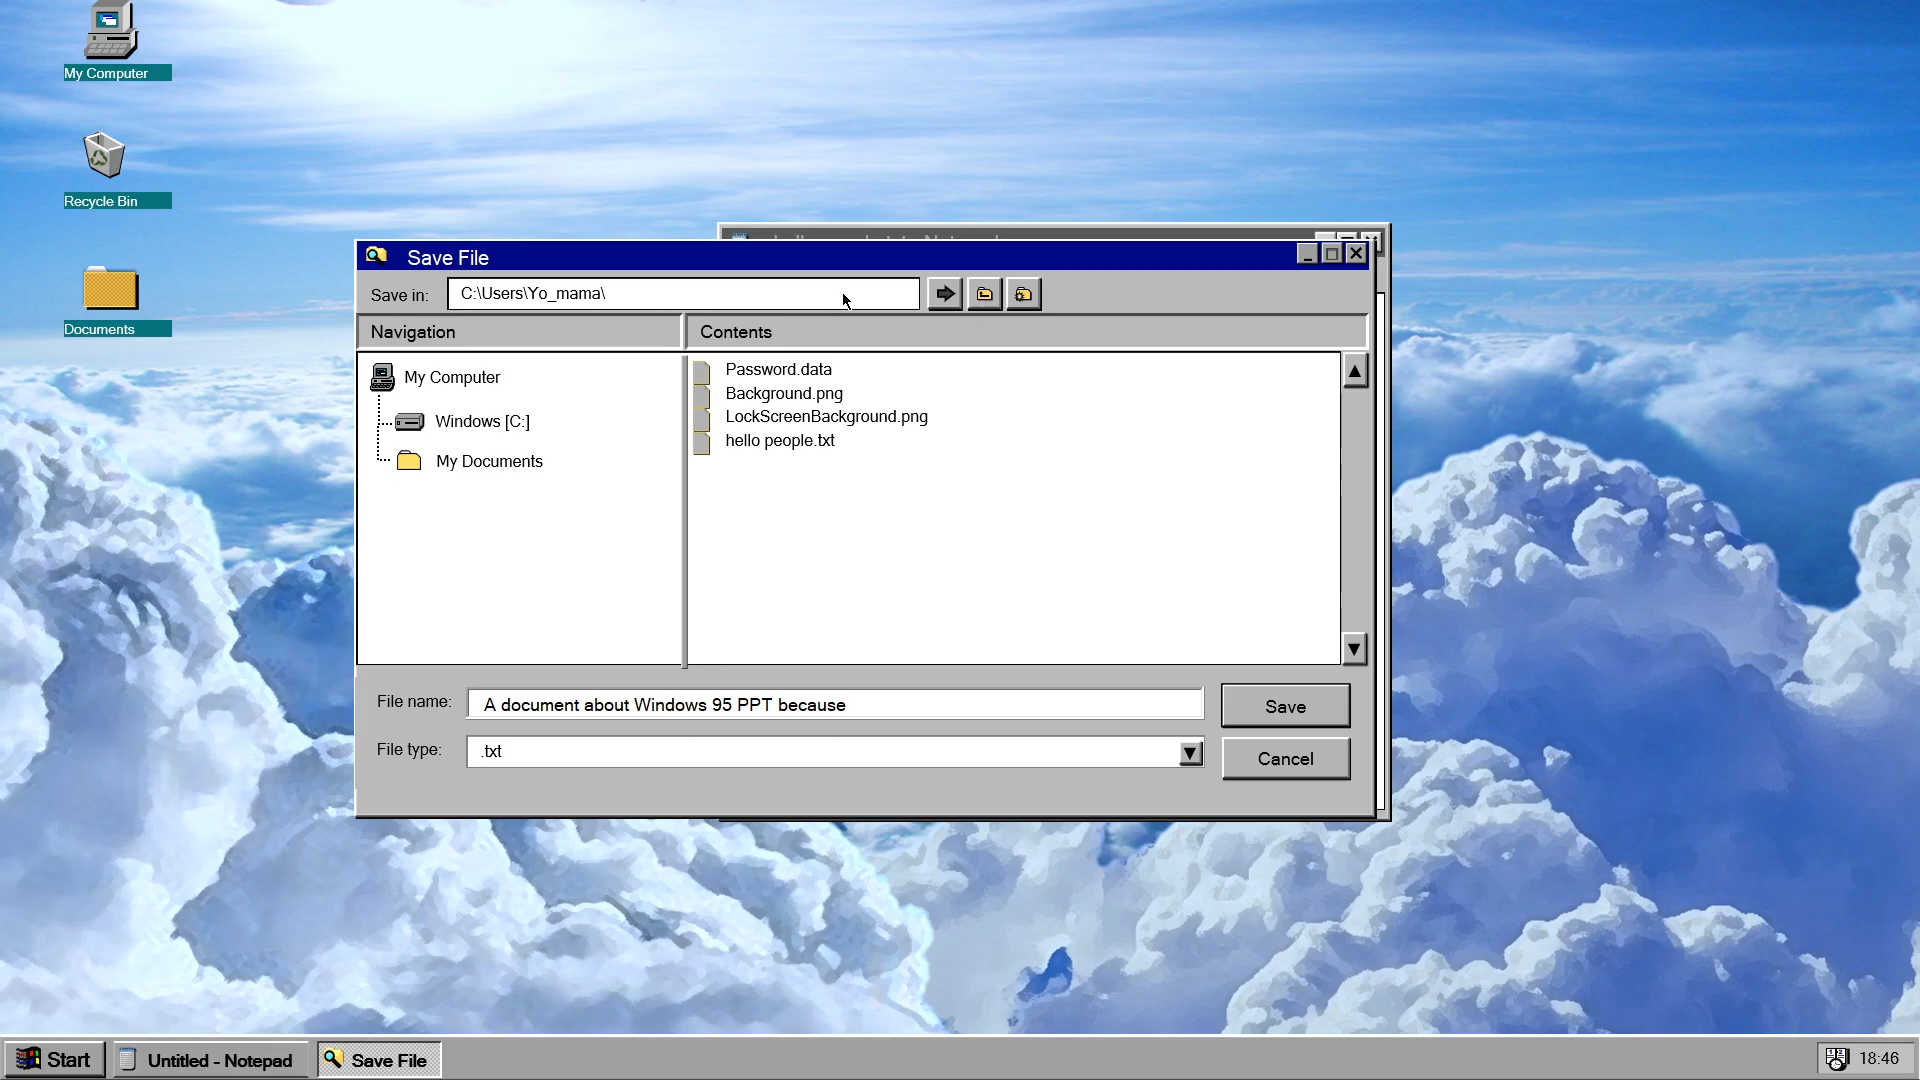 My Computer
Recycle Bin
Documents
Save File
Save in: C:\Users\Yo_mama\
Navigation
Contents
My Computer
Windows [C:]
My Documents
Password.data
Background.png
LockScreenBackground.png
hello people.txt
File name: A document about Windows 95 PPT because
Save
File type: .txt
Cancel
Start
Untitled - Notepad
Save File
18:46